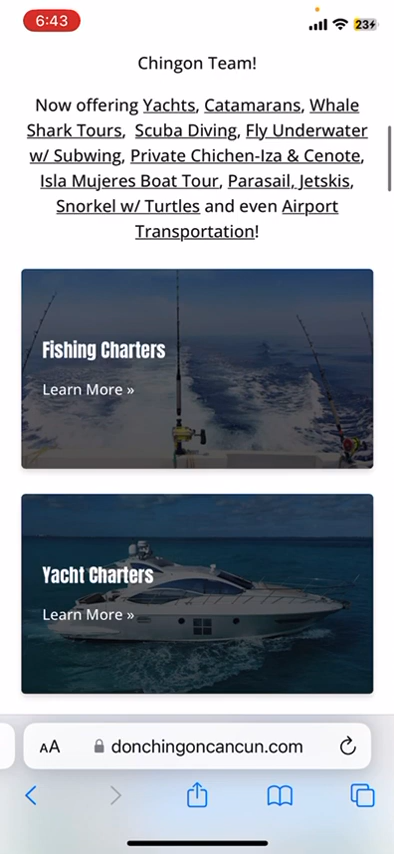 6:43
23
Chingon Team!
Now offering Yachts, Catamarans, Whale
Shark Tours, Scuba Diving, Fly Underwater
w/ Subwing, Private Chichen-Iza & Cenote,
Isla Mujeres Boat Tour, Parasail, Jetskis,
Snorkel w/ Turtles and even Airport
Transportation!
Fishing Charters
Learn More »
Yacht Charters
Learn More »
AA
donchingoncancun.com